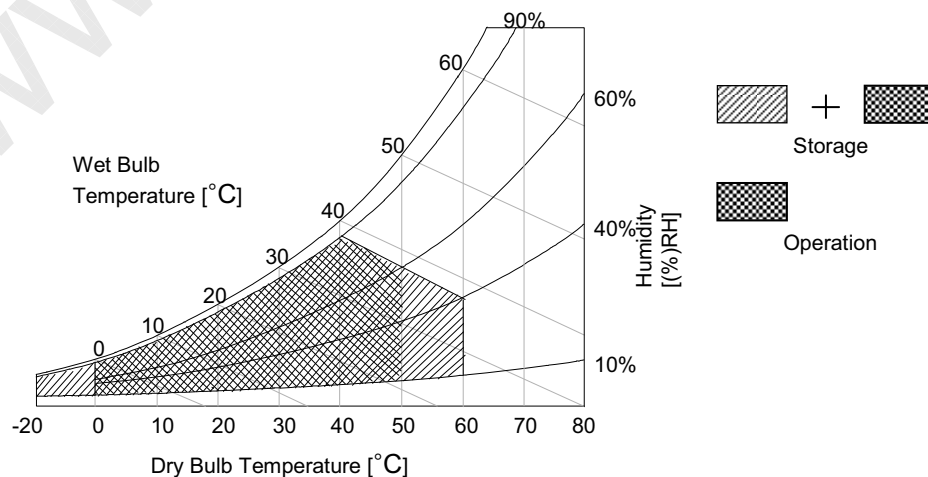 90%
60
60%
50
Storage
Wet Bulb
Temperature [°C]
40
40%
Humidity
[(%)RH]
Operation
30
20
10
0
10%
-20 0 10 20 30 40 50 60 70 80
Dry Bulb Temperature [°C]